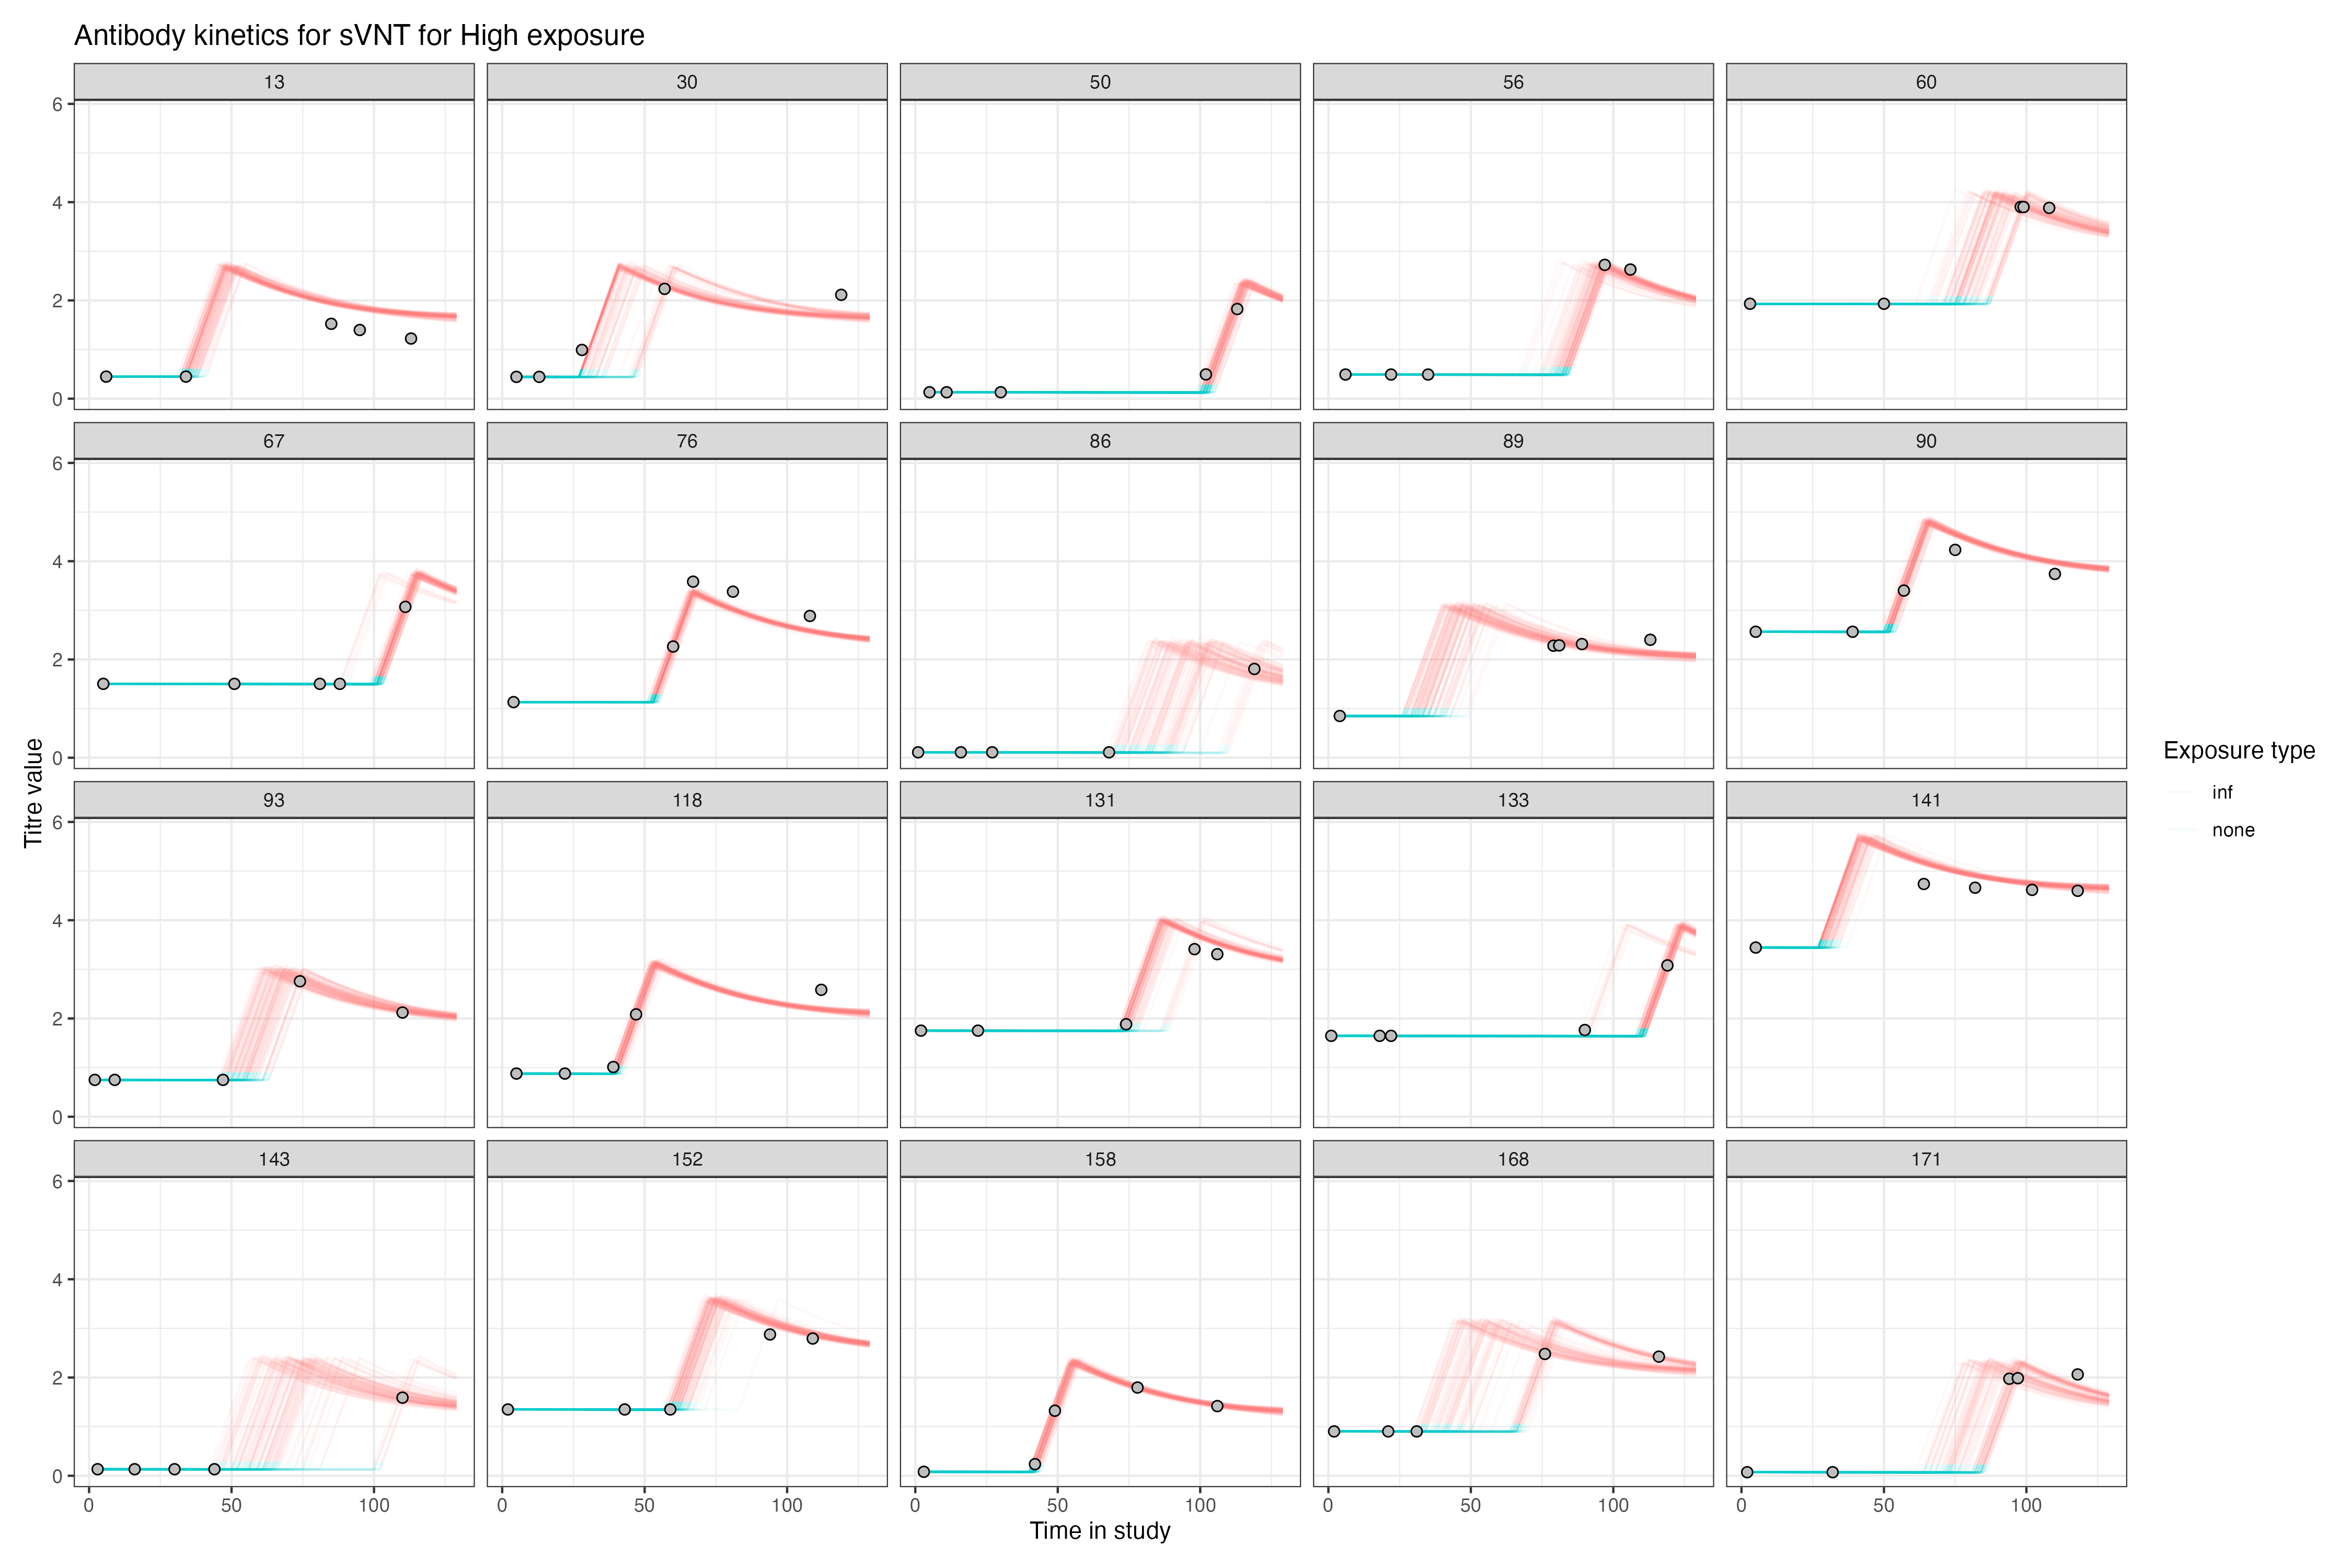 Antibody kinetics for sVNT for High exposure
13 30 50 56 60
6
4
2
0
67 76 86 89 90
6
4
2
0
Titre value
Exposure type
inf
none
93 118 131 133 141
6
4
2
0
143 152 158 168 171
6
4
2
0
0 50 100 0 50 100 0 50 100 0 50 100 0 50 100
Time in study